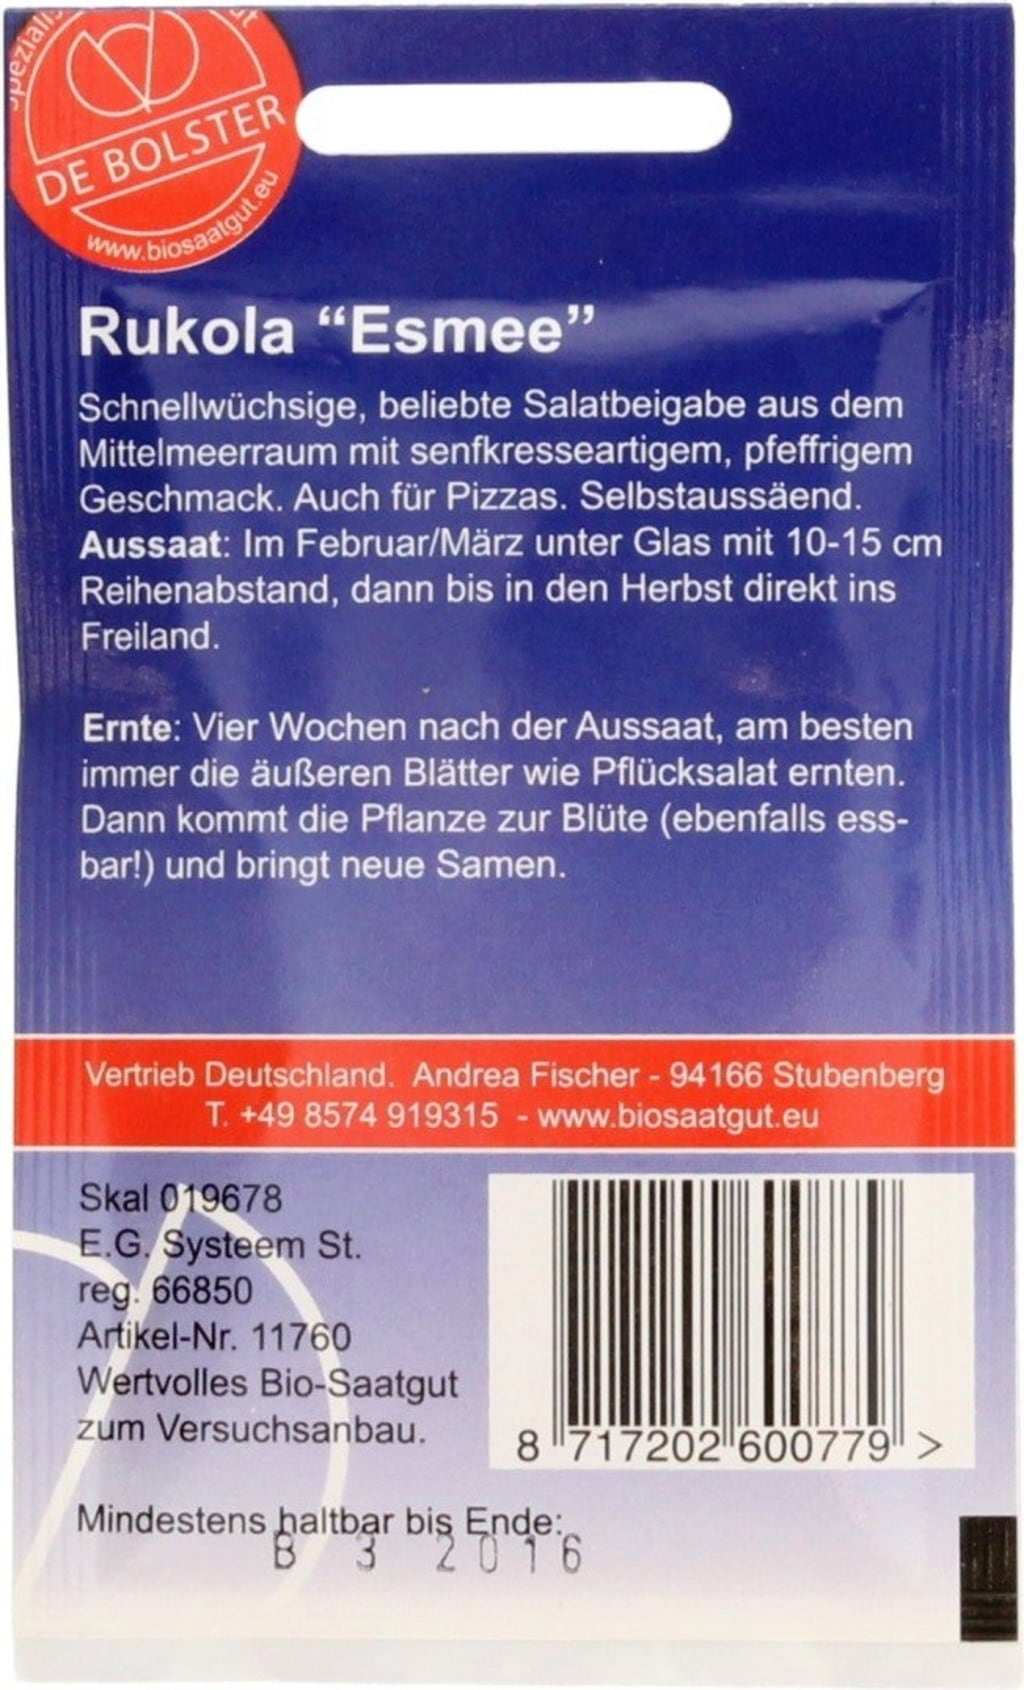 DE BOLSTER
www.biosaatgut.eu
Rukola “Esmee”
Schnellwüchsige, beliebte Salatbeigabe aus dem
Mittelmeerraum mit senfkresseartigem, pfeffrigem
Geschmack. Auch für Pizzas. Selbstaussäend.
Aussaat: Im Februar/März unter Glas mit 10-15 cm
Reihenabstand, dann bis in den Herbst direkt ins
Freiland.
Ernte: Vier Wochen nach der Aussaat, am besten
immer die äußeren Blätter wie Pflücksalat ernten.
Dann kommt die Pflanze zur Blüte (ebenfalls ess-
bar!) und bringt neue Samen.
Vertrieb Deutschland. Andrea Fischer - 94166 Stubenberg
T. +49 8574 919315 - www.biosaatgut.eu
Skal 019678
E.G. Systeem St.
reg. 66850
Artikel-Nr. 11760
Wertvolles Bio-Saatgut
zum Versuchsanbau.
8 717202 600779 >
Mindestens haltbar bis Ende:
B 3 2016